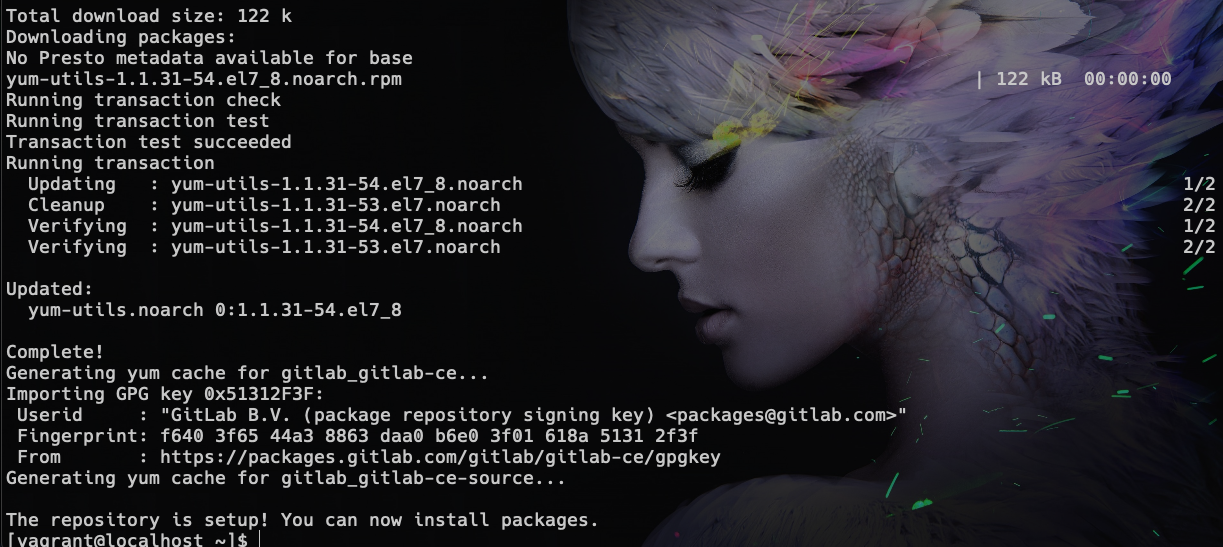 Total download size: 122 k
Downloading packages:
No Presto metadata available for base
yum-utils-1.1.31-54.el7_8.noarch.rpm | 122 kB 00:00:00
Running transaction check
Running transaction test
Transaction test succeeded
Running transaction
Updating : yum-utils-1.1.31-54.el7_8.noarch 1/2
Cleanup : yum-utils-1.1.31-53.el7.noarch 2/2
Verifying : yum-utils-1.1.31-54.el7_8.noarch 1/2
Verifying : yum-utils-1.1.31-53.el7.noarch 2/2
Updated:
yum-utils.noarch 0:1.1.31-54.el7_8
Complete!
Generating yum cache for gitlab_gitlab-ce...
Importing GPG key 0x51312F3F:
Userid : "GitLab B.V. (package repository signing key) <packages@gitlab.com>"
Fingerprint: f640 3f65 44a3 8863 daa0 b6e0 3f01 618a 5131 2f3f
From : https://packages.gitlab.com/gitlab/gitlab-ce/gpgkey
Generating yum cache for gitlab_gitlab-ce-source...
The repository is setup! You can now install packages.
[vagrant@localhost ~]$